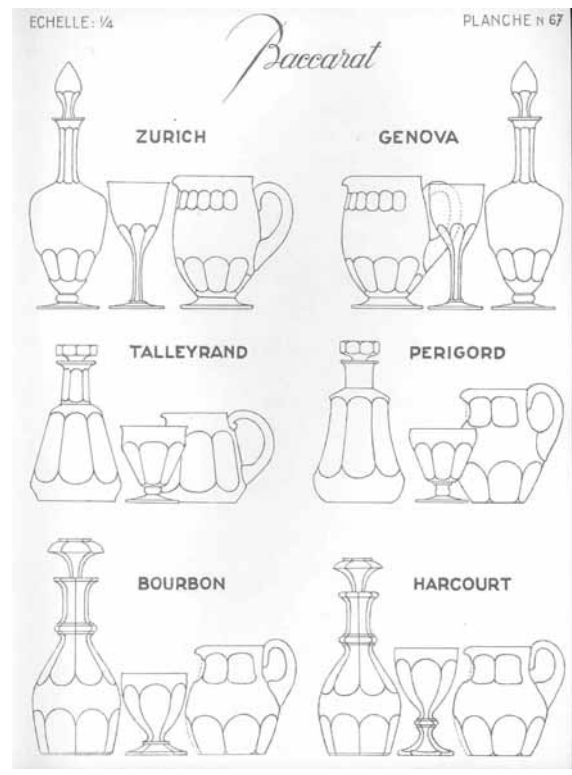 ECHELLE: 1/4
PLANCHE N 67
Baccarat
ZURICH
GENOVA
TALLEYRAND
PERIGORD
BOURBON
HARCOURT